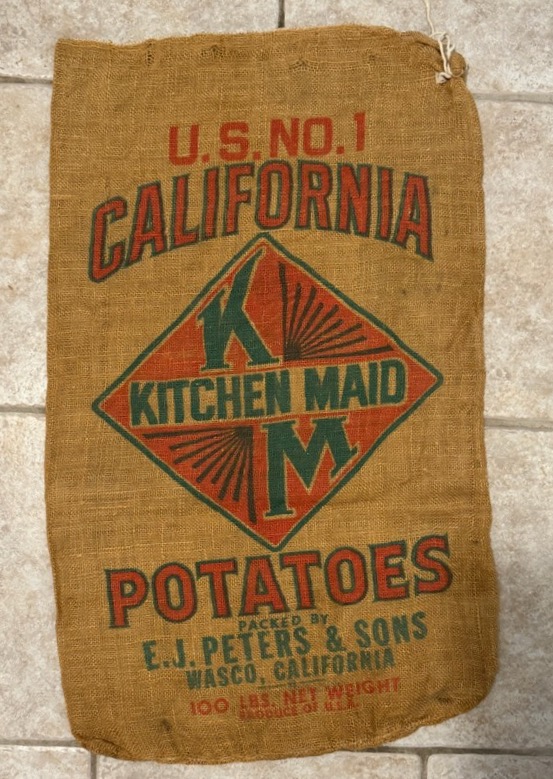 U.S. NO. 1
CALIFORNIA
K
KITCHEN MAID
M
POTATOES
PACKED BY
E.J. PETERS & SONS
WASCO, CALIFORNIA
100 LBS. NET WEIGHT
PRODUCE OF U.S.A.